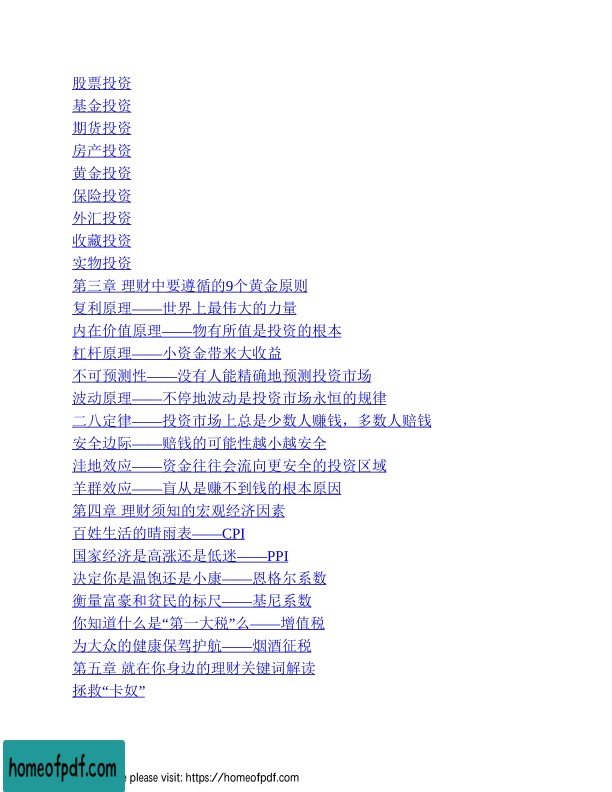 股票投资
基金投资
期货投资
房产投资
黄金投资
保险投资
外汇投资
收藏投资
实物投资
第三章 理财中要遵循的9个黄金原则
复利原理——世界上最伟大的力量
内在价值原理——物有所值是投资的根本
杠杆原理——小资金带来大收益
不可预测性——没有人能精确地预测投资市场
波动原理——不停地波动是投资市场永恒的规律
二八定律——投资市场上总是少数人赚钱，多数人赔钱
安全边际——赔钱的可能性越小越安全
洼地效应——资金往往会流向更安全的投资区域
羊群效应——盲从是赚不到钱的根本原因
第四章 理财须知的宏观经济因素
百姓生活的晴雨表——CPI
国家经济是高涨还是低迷——PPI
决定你是温饱还是小康——恩格尔系数
衡量富豪和贫民的标尺——基尼系数
你知道什么是“第一大税”么——增值税
为大众的健康保驾护航——烟酒征税
第五章 就在你身边的理财关键词解读
拯救“卡奴”
homeofpdf.com
please visit: https://homeofpdf.com